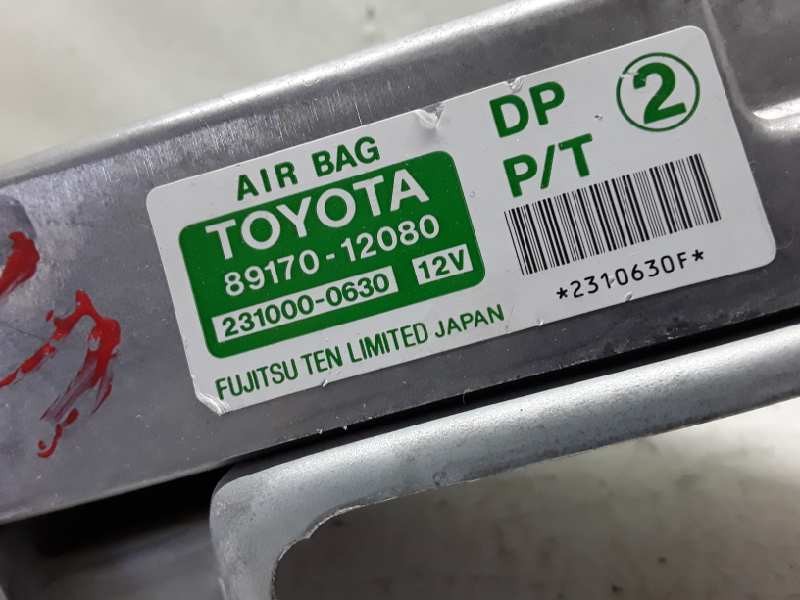 AIR BAG
TOYOTA
89170-12080
231000-0630 12V
FUJITSU TEN LIMITED JAPAN
DP 2
P/T
*2310630F*